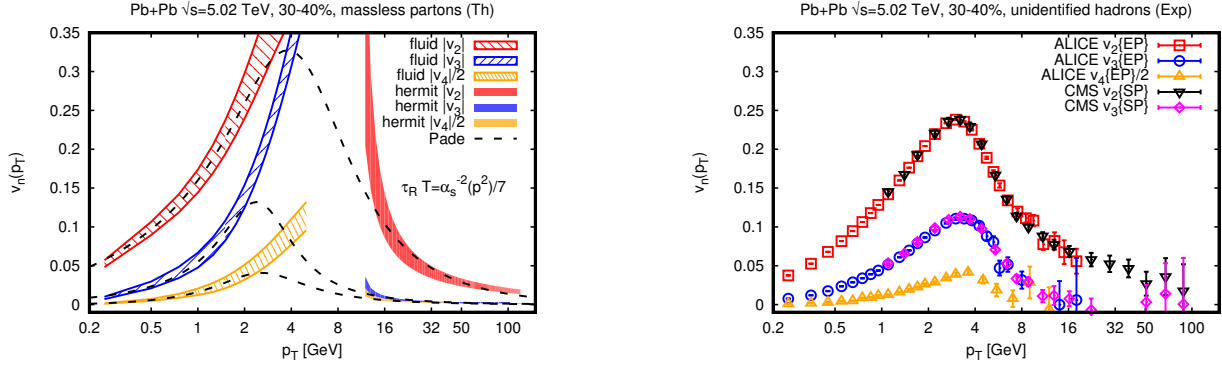 Pb+Pb √s=5.02 TeV, 30-40%, massless partons (Th)
v_n(p_T)
0.35
0.3
0.25
0.2
0.15
0.1
0.05
0
fluid |v_2|
fluid |v_3|
fluid |v_4|/2
hermit |v_2|
hermit |v_3|
hermit |v_4|/2
Pade
τ_R T=α_s^-2(p^2)/7
0.2 0.5 1 2 4 8 16 50 100
p_T [GeV]
Pb+Pb √s=5.02 TeV, 30-40%, unidentified hadrons (Exp)
v_n(p_T)
0.35
0.3
0.25
0.2
0.15
0.1
0.05
0
ALICE v_2{EP}
ALICE v_3{EP}
ALICE v_4{EP}/2
CMS v_2{SP}
CMS v_3{SP}
0.2 0.5 1 2 4 8 16 50 100
p_T [GeV]